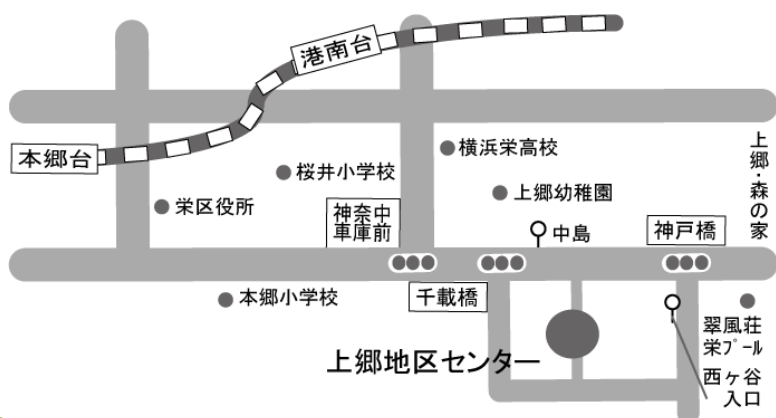 港南台
本郷台
横浜栄高校
桜井小学校
上郷・森の家
上郷幼稚園
栄区役所
神奈中
車庫前
中島
神戸橋
本郷小学校
千載橋
上郷地区センター
翠風荘
栄プール
西ヶ谷
入口